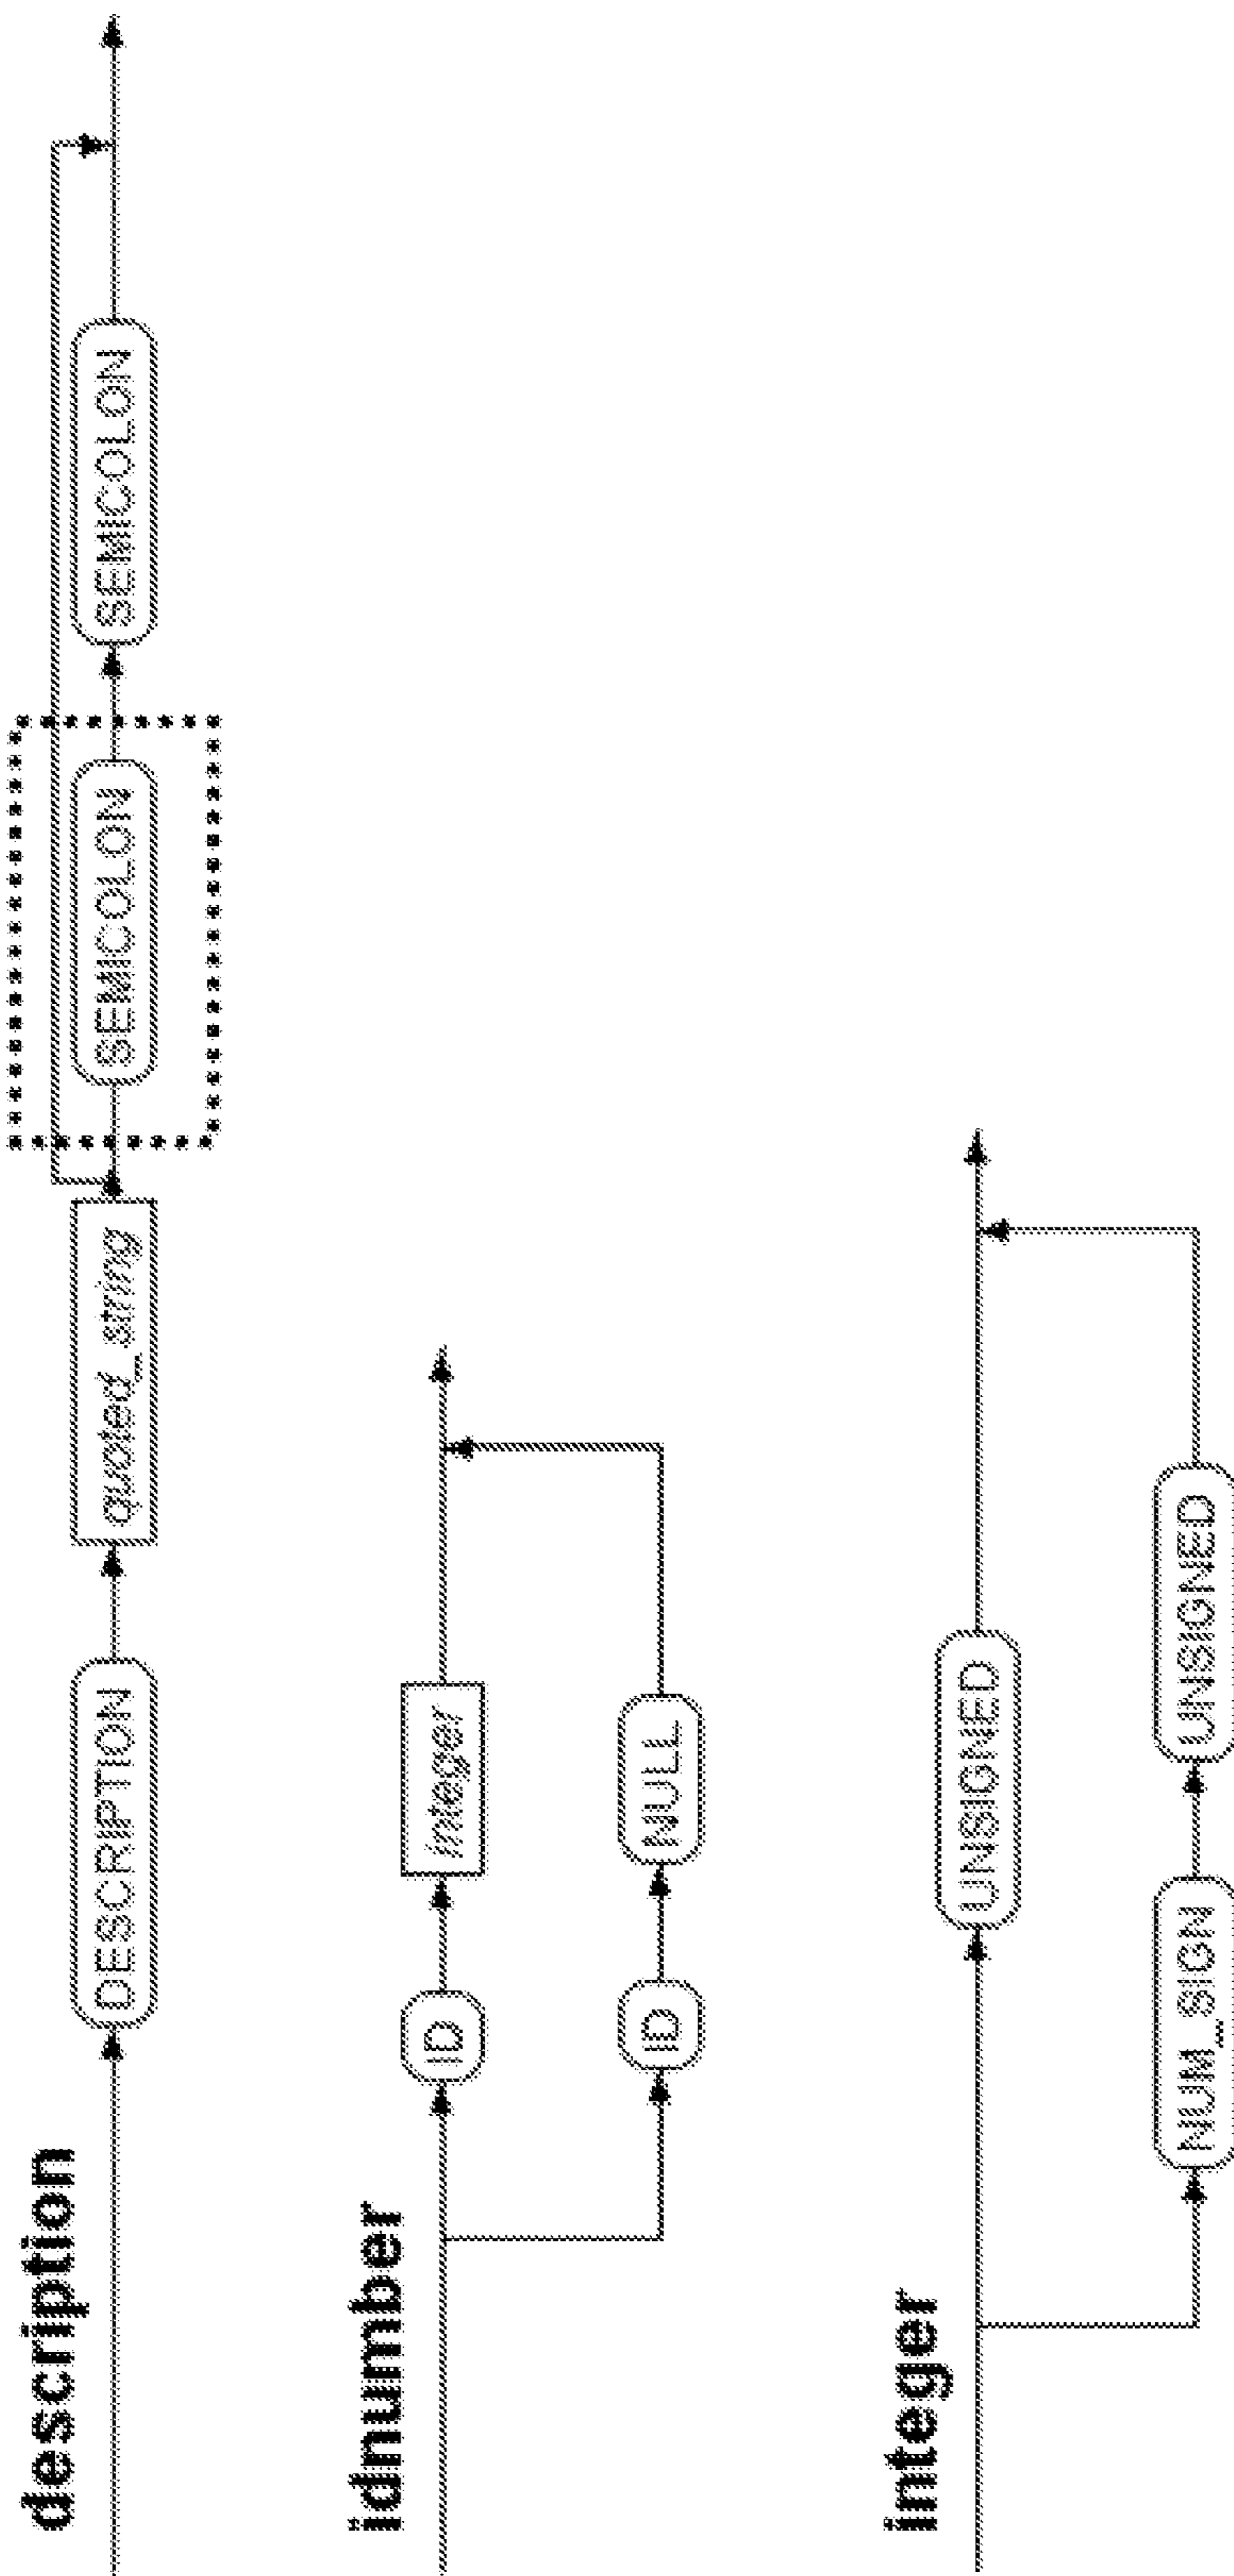 description
DESCRIPTION quoted_string SEMICOLON SEMICOLON
idnumber
ID integer
ID NULL
integer
UNSIGNED
NUM_SIGN UNSIGNED